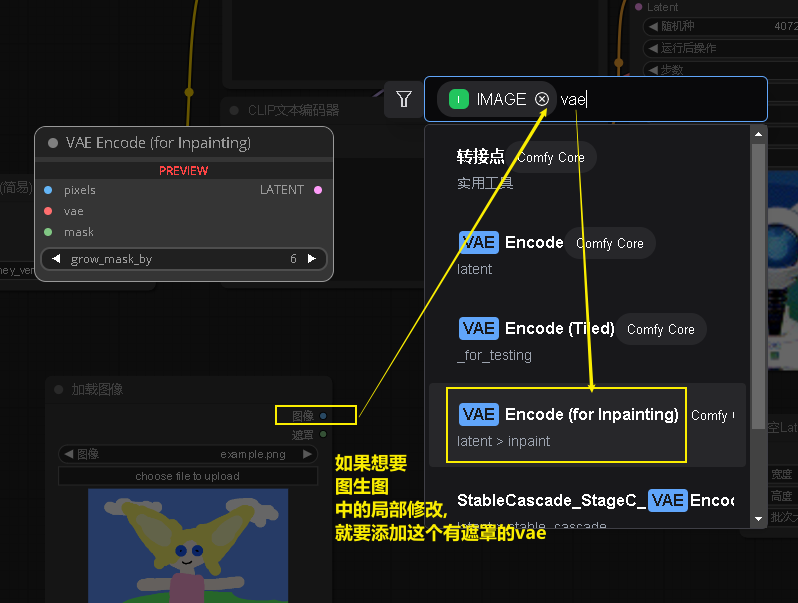 Latent
随机种 4072
运行后操作
步数
CLIP文本编码器
IMAGE vae
VAE Encode (for Inpainting)
PREVIEW
pixels LATENT
vae
mask
grow_mask_by 6
(简易)
转接点 Comfy Core
实用工具
VAE Encode Comfy Core
latent
VAE Encode (Tiled) Comfy Core
_for_testing
VAE Encode (for Inpainting) Comfy
latent > inpaint
StableCascade_StageC_VAE Enco
latent stable_cascade
加载图像
图像
遮罩
图像 example.png
choose file to upload
如果想要
图生图
中的局部修改,
就要添加这个有遮罩的vae
空Lat
宽度
高度
批次大